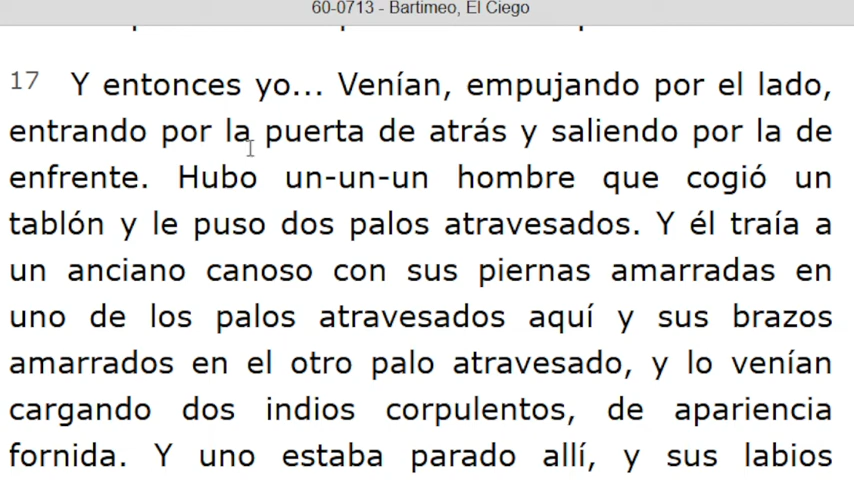 60-0713 - Bartimeo, El Ciego
17 Y entonces yo... Venían, empujando por el lado,
entrando por la puerta de atrás y saliendo por la de
enfrente. Hubo un-un-un hombre que cogió un
tablón y le puso dos palos atravesados. Y él traía a
un anciano canoso con sus piernas amarradas en
uno de los palos atravesados aquí y sus brazos
amarrados en el otro palo atravesado, y lo venían
cargando dos indios corpulentos, de apariencia
fornida. Y uno estaba parado allí, y sus labios